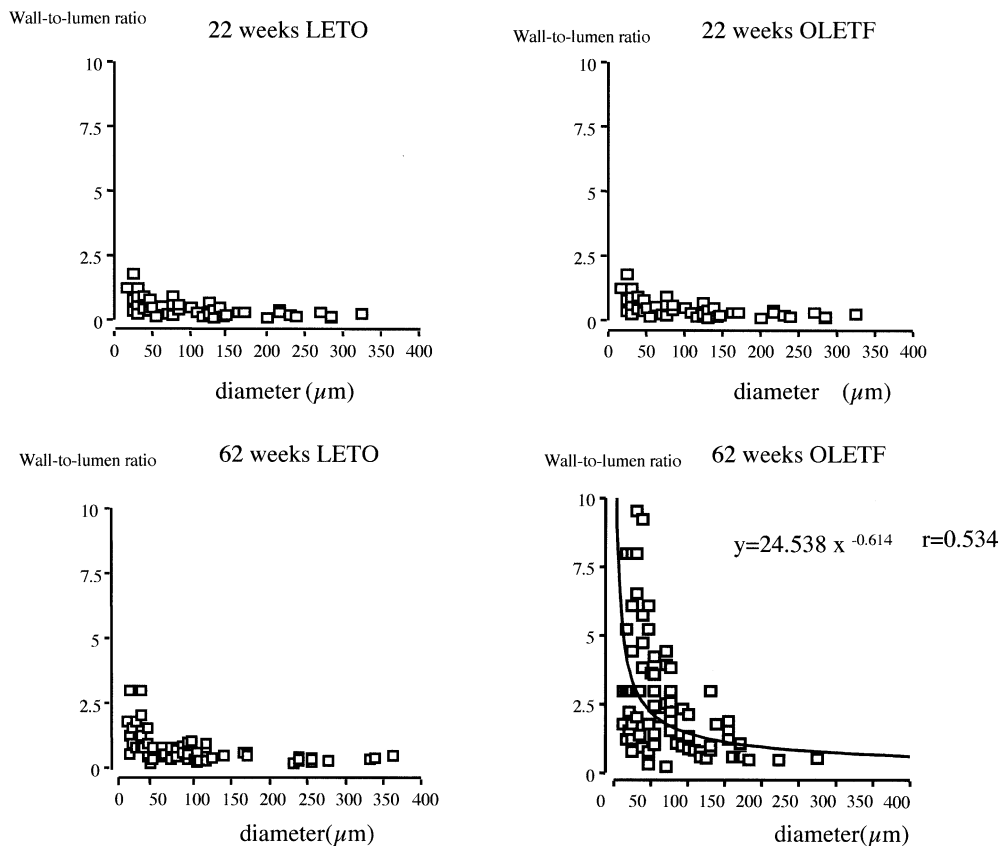 Wall-to-lumen ratio
22 weeks LETO
10
7.5
5
2.5
0
0 50 100 150 200 250 300 350 400
diameter (µm)
Wall-to-lumen ratio
22 weeks OLETF
10
7.5
5
2.5
0
0 50 100 150 200 250 300 350 400
diameter (µm)
Wall-to-lumen ratio
62 weeks LETO
10
7.5
5
2.5
0
0 50 100 150 200 250 300 350 400
diameter(µm)
Wall-to-lumen ratio
62 weeks OLETF
y=24.538 x -0.614 r=0.534
10
7.5
5
2.5
0
0 50 100 150 200 250 300 350 400
diameter(µm)